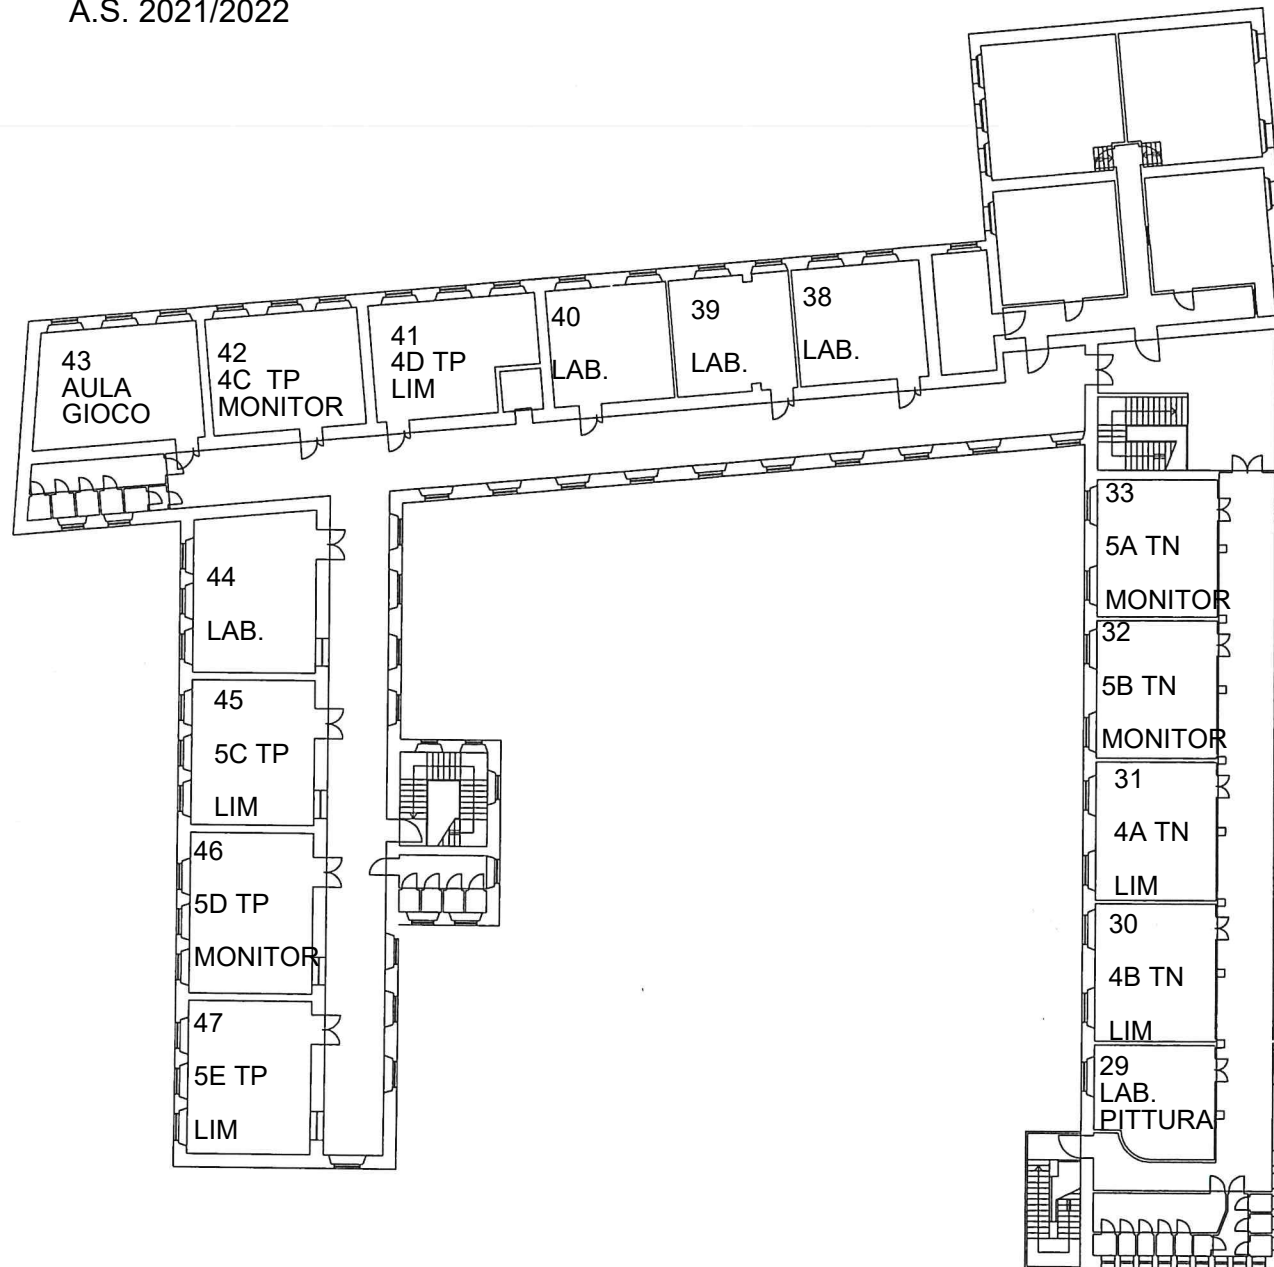 A.S. 2021/2022
43
AULA
GIOCO
42
4C TP
MONITOR
41
4D TP
LIM
40
LAB.
39
LAB.
38
LAB.
44
LAB.
45
5C TP
LIM
46
5D TP
MONITOR
47
5E TP
LIM
33
5A TN
MONITOR
32
5B TN
MONITOR
31
4A TN
LIM
30
4B TN
LIM
29
LAB.
PITTURA